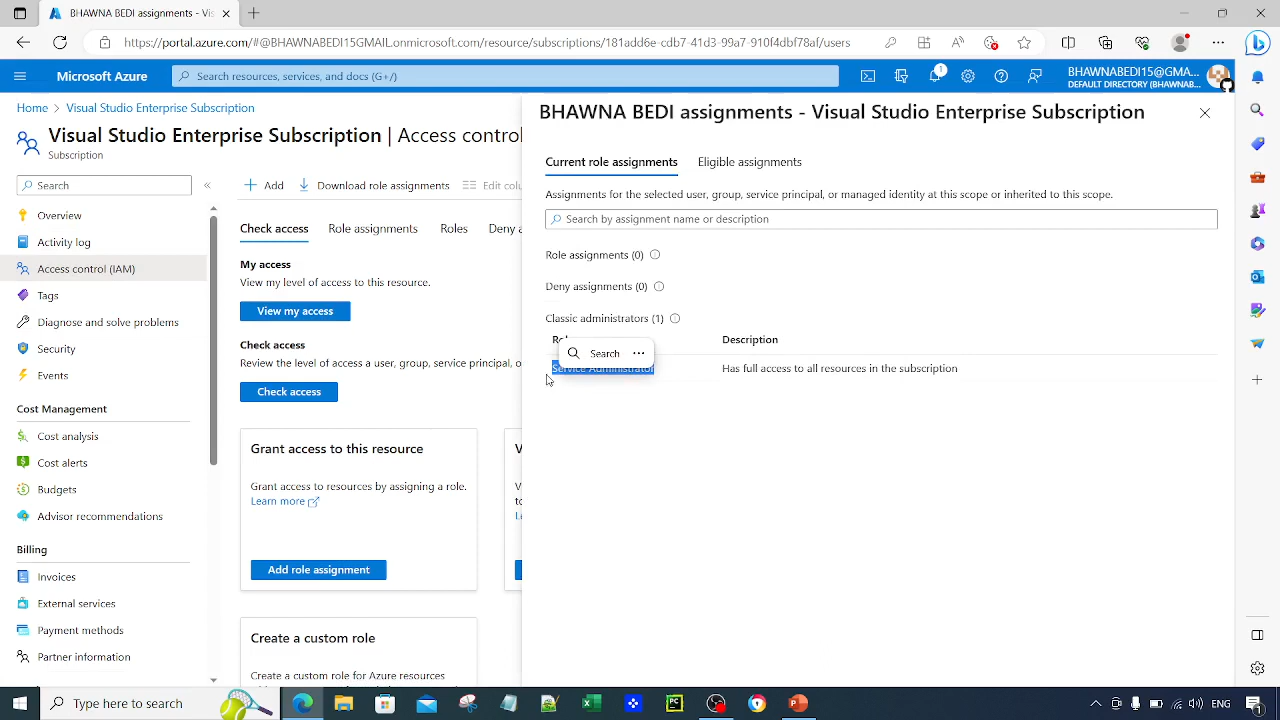 BHAWNA BEDI assignments - Vis
https://portal.azure.com/#@BHAWNABEDI15GMAIL.onmicrosoft.com/resource/subscriptions/181add6e-cdb7-41d3-99a7-910f4dbf78af/users
Microsoft Azure
Search resources, services, and docs (G+/)
1
BHAWNABEDI15@GMA...
DEFAULT DIRECTORY (BHAWNAB...
Home > Visual Studio Enterprise Subscription
Visual Studio Enterprise Subscription | Access contro
Subscription
Search
Overview
Activity log
Access control (IAM)
Tags
Diagnose and solve problems
Security
Events
Cost Management
Cost analysis
Cost alerts
Budgets
Advisor recommendations
Billing
Invoices
External services
Payment methods
Partner information
Add
Download role assignments
Edit colu
Check access
Role assignments
Roles
Deny a
My access
View my level of access to this resource.
View my access
Check access
Review the level of access a user, group, service principal, o
Check access
Grant access to this resource
Grant access to resources by assigning a role.
Learn more
Add role assignment
V
V
to
Le
Create a custom role
Create a custom role for Azure resources
BHAWNA BEDI assignments - Visual Studio Enterprise Subscription
Current role assignments
Eligible assignments
Assignments for the selected user, group, service principal, or managed identity at this scope or inherited to this scope.
Search by assignment name or description
Role assignments (0)
Deny assignments (0)
Classic administrators (1)
Description
Search
Service Administrator
Has full access to all resources in the subscription
Type here to search
ENG